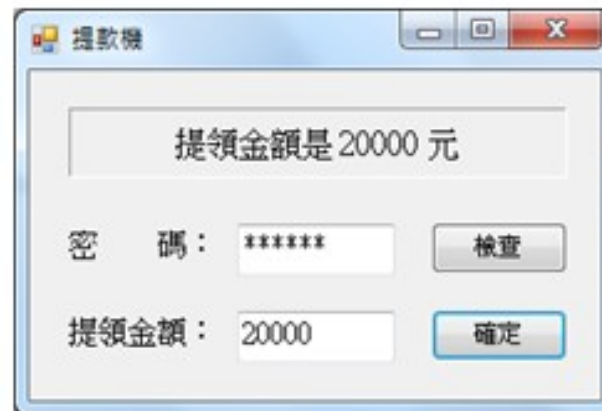 提款機
提領金額是 20000 元
密 碼： ****** 檢查
提領金額： 20000 確定